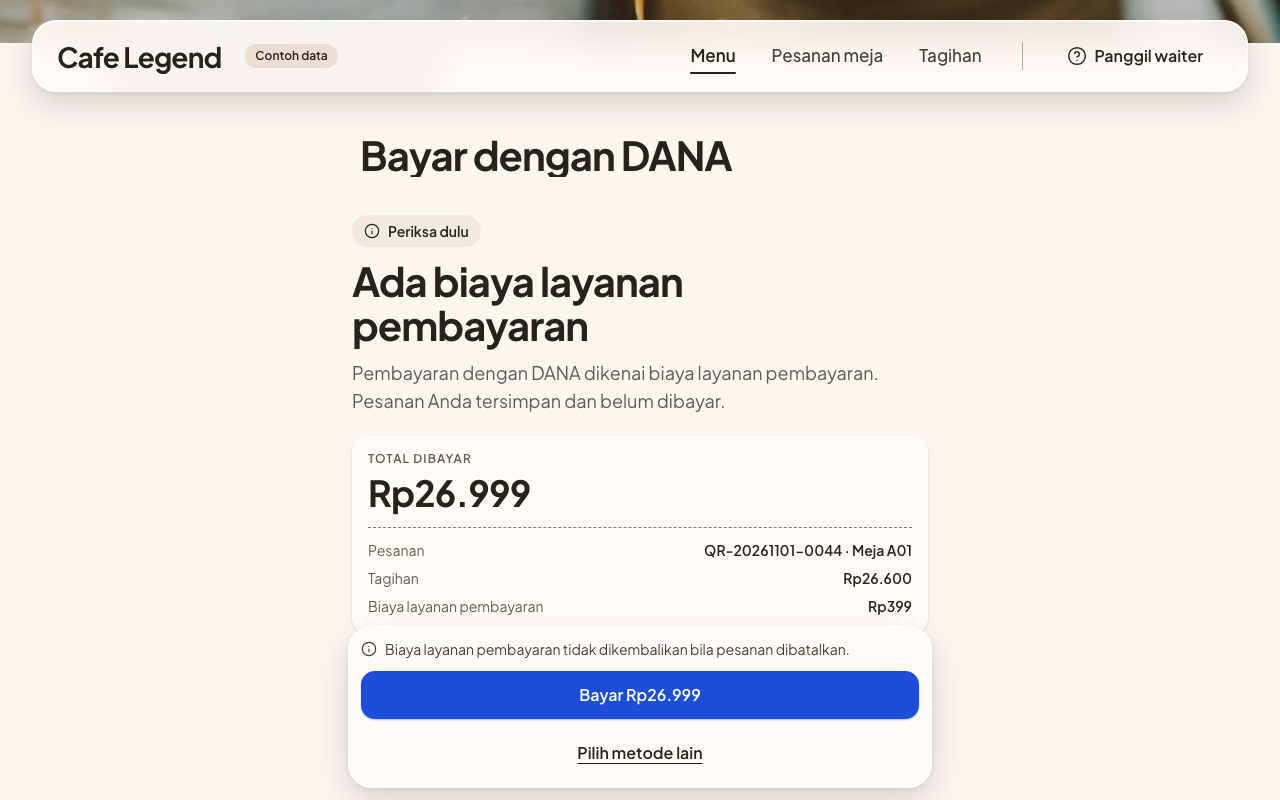 Cafe Legend
Contoh data
Menu
Pesanan meja
Tagihan
Panggil waiter
Bayar dengan DANA
Periksa dulu
Ada biaya layanan
pembayaran
Pembayaran dengan DANA dikenai biaya layanan pembayaran.
Pesanan Anda tersimpan dan belum dibayar.
TOTAL DIBAYAR
Rp26.999
Pesanan QR-20261101-0044 · Meja A01
Tagihan Rp26.600
Biaya layanan pembayaran Rp399
Biaya layanan pembayaran tidak dikembalikan bila pesanan dibatalkan.
Bayar Rp26.999
Pilih metode lain